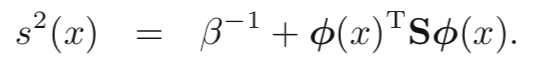 s²(x) = β⁻¹ + ϕ(x)ᵀSϕ(x).